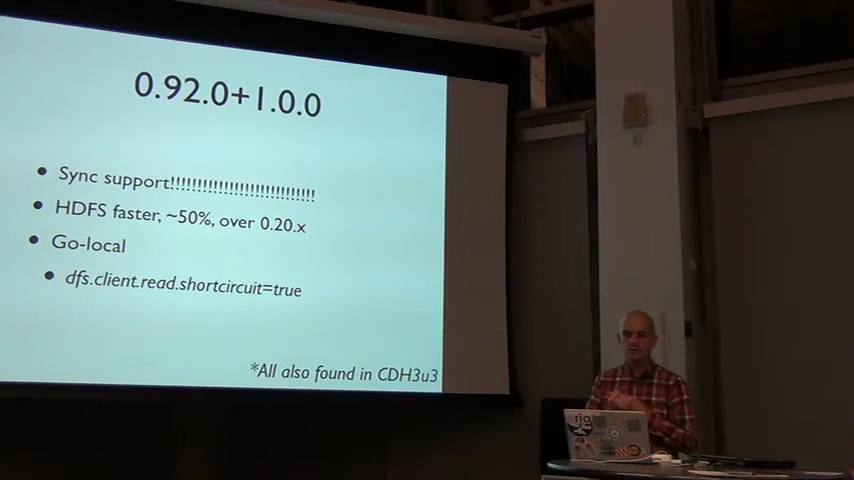 0.92.0+1.0.0
• Sync support!!!!!!!!!!!!!!!!!!!!!!!!!!!!
• HDFS faster, ~50%, over 0.20.x
• Go-local
• dfs.client.read.shortcircuit=true
*All also found in CDH3u3
ria